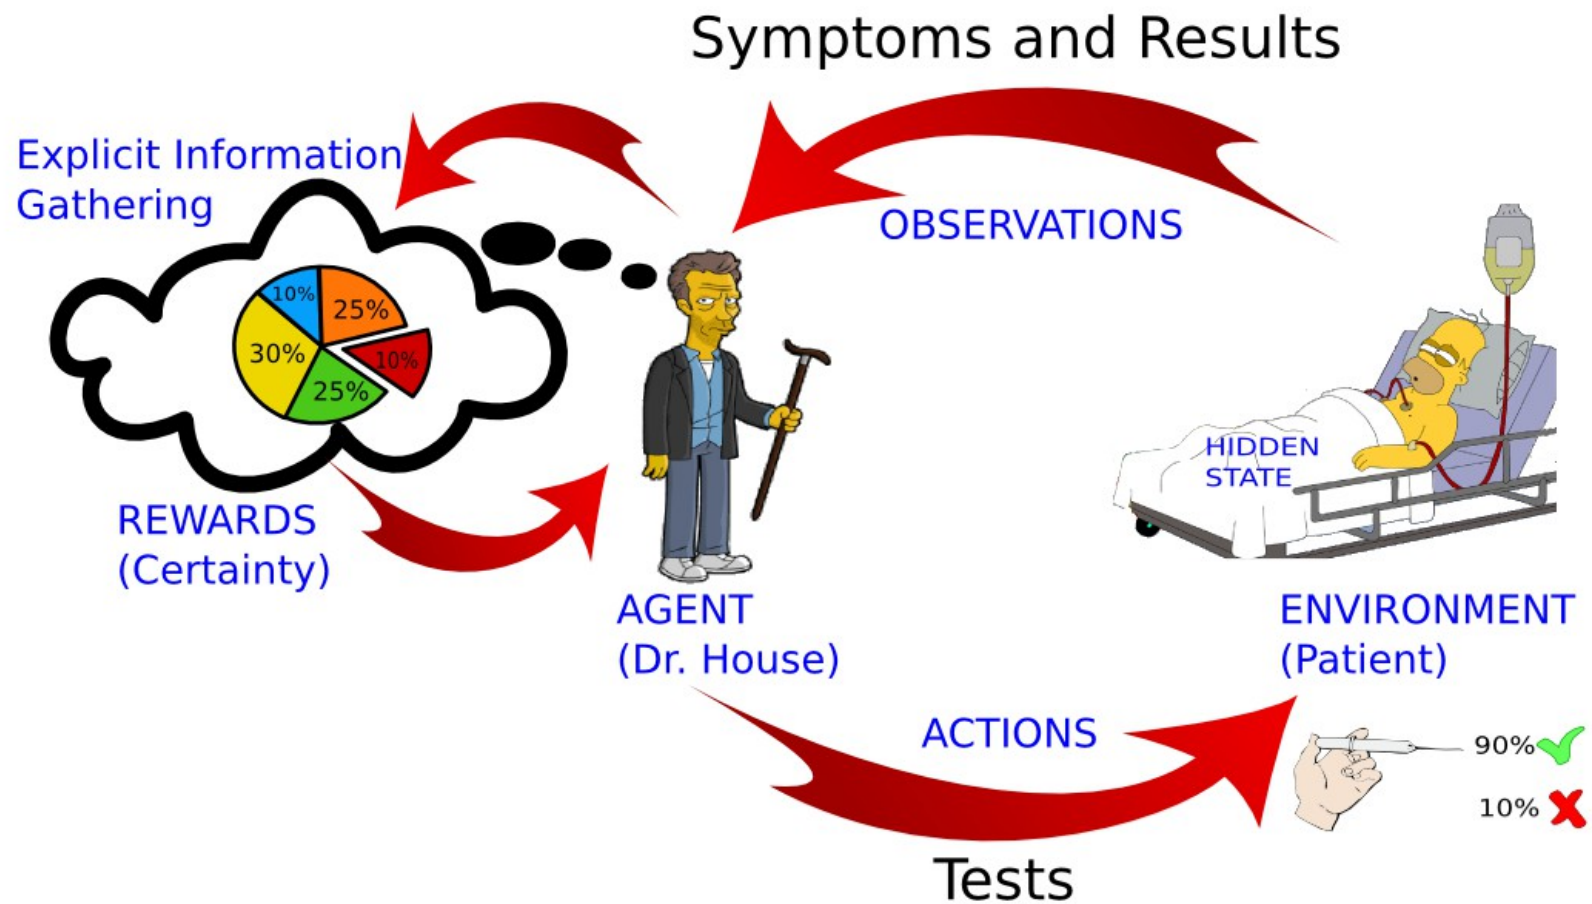 Symptoms and Results
Explicit Information
Gathering
OBSERVATIONS
10%
25%
30%
10%
25%
HIDDEN
STATE
REWARDS
(Certainty)
AGENT
(Dr. House)
ENVIRONMENT
(Patient)
ACTIONS
90%
10%
Tests